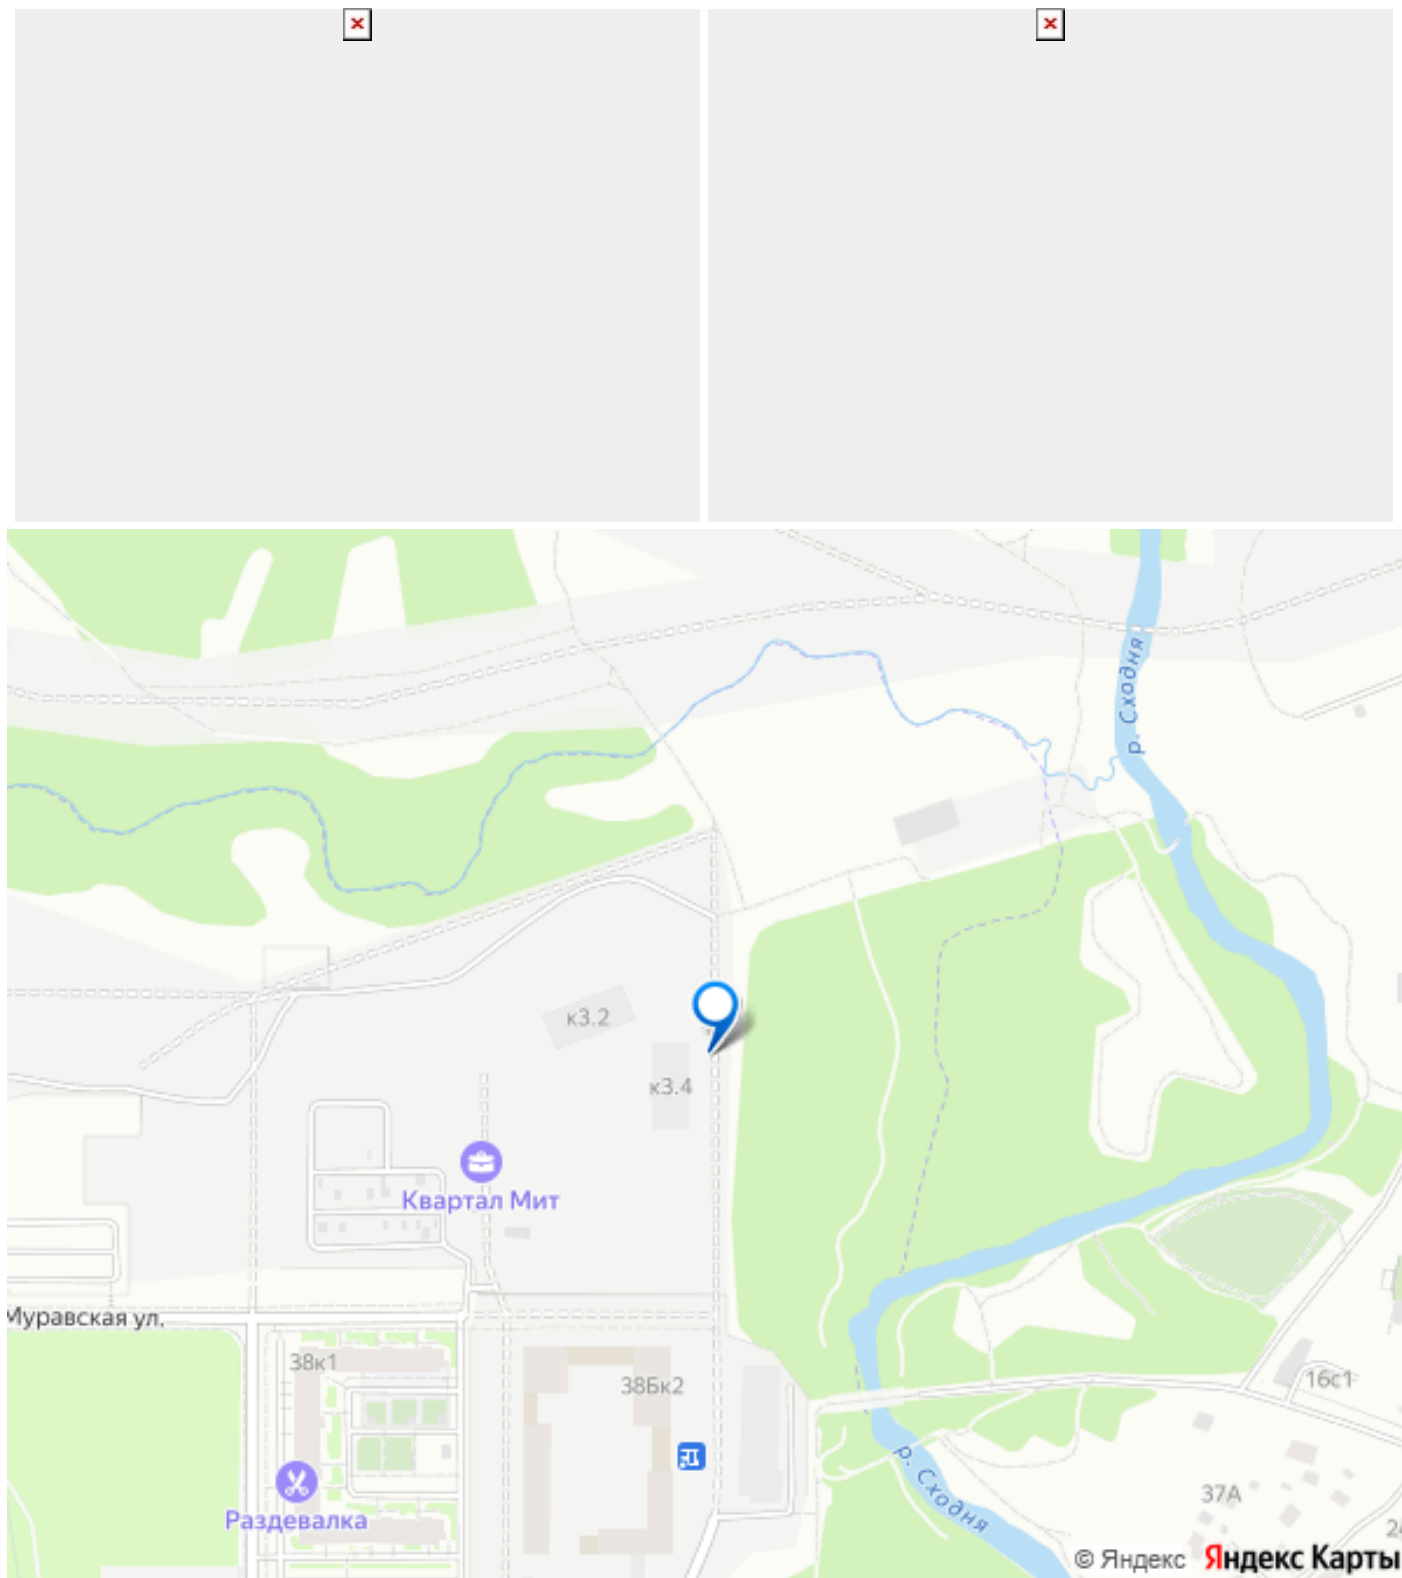 р. Сходня
к3.2
к3.4
Квартал Мит
Муравская ул.
38к1
38Бк2
16с1
р. Сходня
37А
Раздевалка
© Яндекс Яндекс Карты